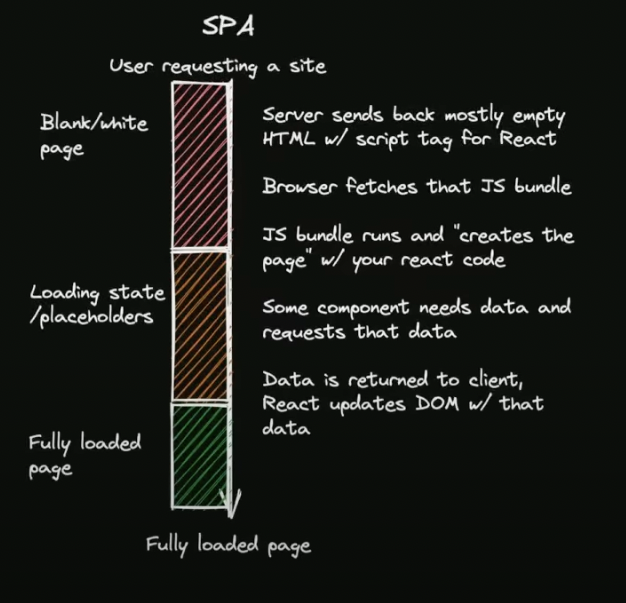 SPA
User requesting a site
Blank/white
page
Server sends back mostly empty
HTML w/ script tag for React
Browser fetches that JS bundle
JS bundle runs and "creates the
page" w/ your react code
Loading state
/placeholders
Some component needs data and
requests that data
Data is returned to client,
React updates DOM w/ that
data
Fully loaded
page
Fully loaded page